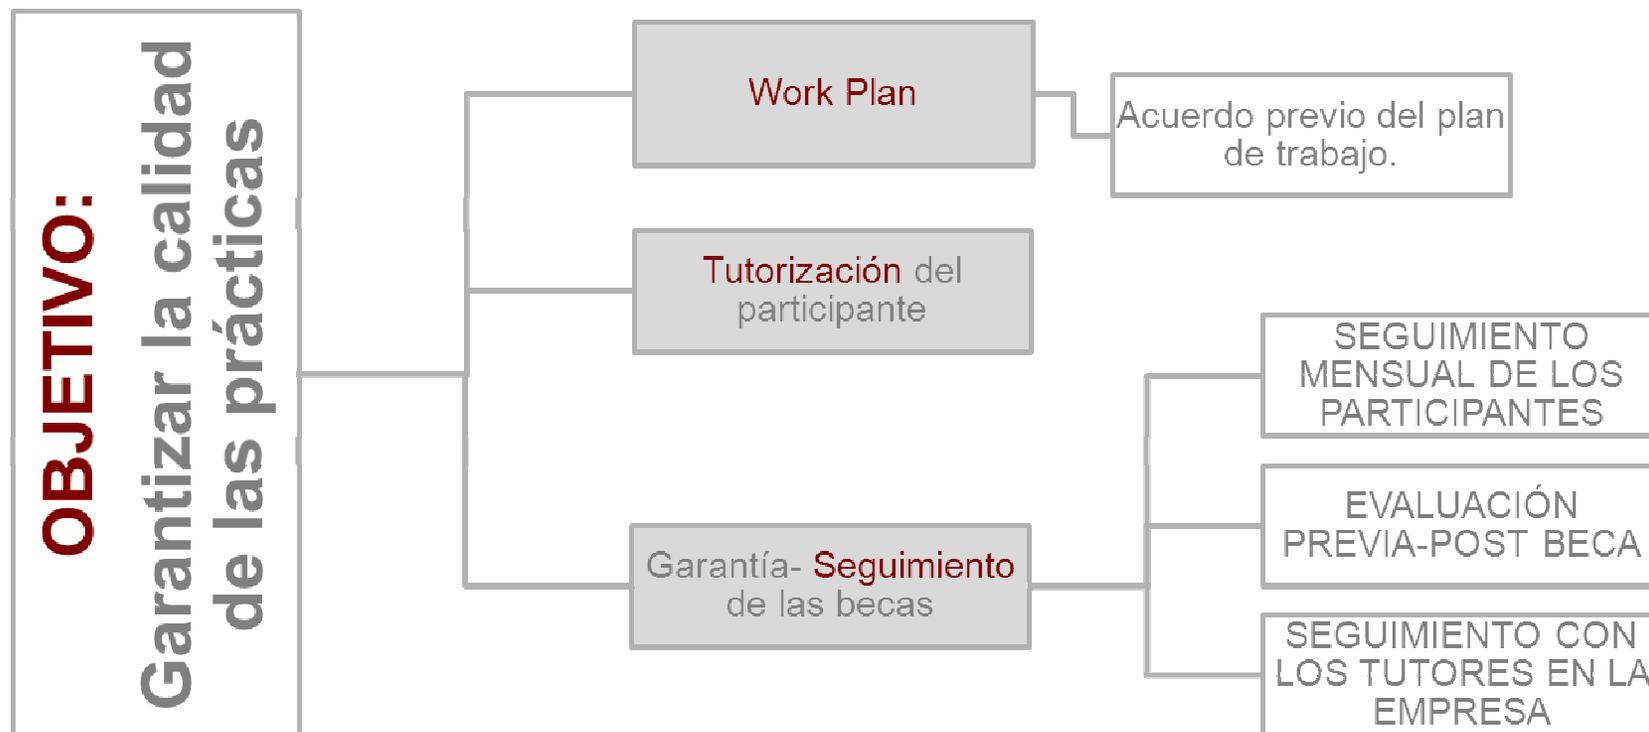 OBJETIVO:
Garantizar la calidad
de las prácticas
Work Plan
Acuerdo previo del plan
de trabajo.
Tutorización del
participante
Garantía- Seguimiento
de las becas
SEGUIMIENTO
MENSUAL DE LOS
PARTICIPANTES
EVALUACIÓN
PREVIA-POST BECA
SEGUIMIENTO CON
LOS TUTORES EN LA
EMPRESA